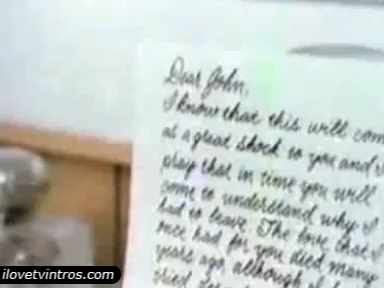 Dear John,
I know that this will com
as a great shock to you and I
pray that in time you will
come to understand why I
had to leave. The love that I
once had for you died many
years ago, although I
tried
ilovetvintros.com